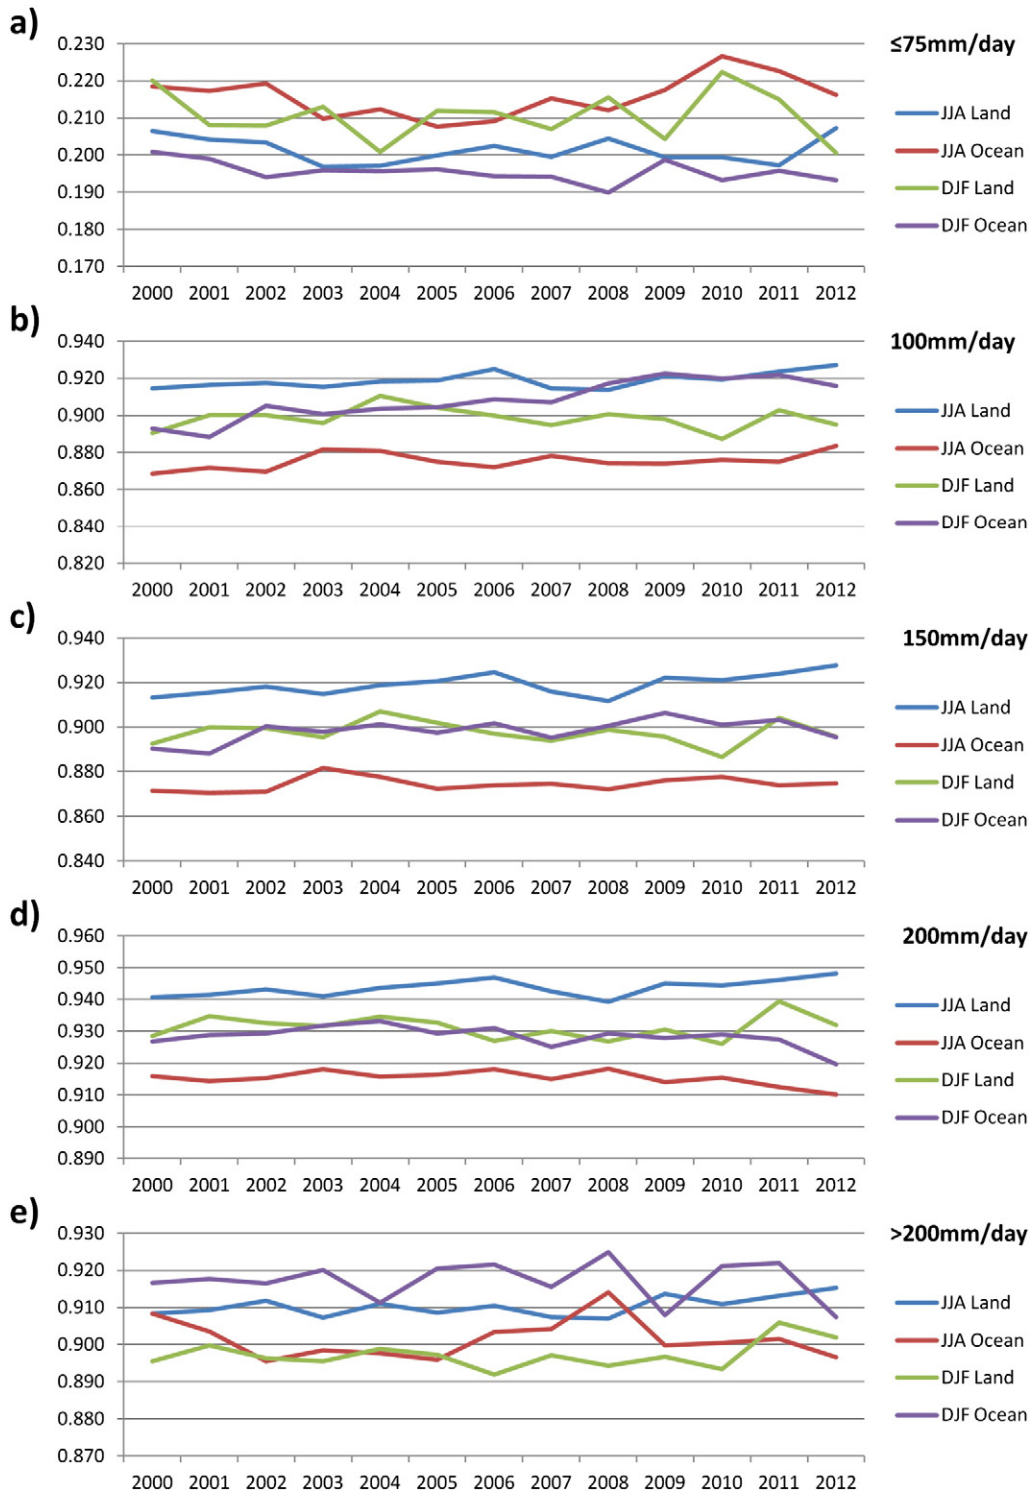 a)
≤75mm/day
0.230
0.220
0.210
0.200
0.190
0.180
0.170
2000 2001 2002 2003 2004 2005 2006 2007 2008 2009 2010 2011 2012
JJA Land
JJA Ocean
DJF Land
DJF Ocean
b)
100mm/day
0.940
0.920
0.900
0.880
0.860
0.840
0.820
2000 2001 2002 2003 2004 2005 2006 2007 2008 2009 2010 2011 2012
JJA Land
JJA Ocean
DJF Land
DJF Ocean
c)
150mm/day
0.940
0.920
0.900
0.880
0.860
0.840
2000 2001 2002 2003 2004 2005 2006 2007 2008 2009 2010 2011 2012
JJA Land
JJA Ocean
DJF Land
DJF Ocean
d)
200mm/day
0.960
0.950
0.940
0.930
0.920
0.910
0.900
0.890
2000 2001 2002 2003 2004 2005 2006 2007 2008 2009 2010 2011 2012
JJA Land
JJA Ocean
DJF Land
DJF Ocean
e)
>200mm/day
0.930
0.920
0.910
0.900
0.890
0.880
0.870
2000 2001 2002 2003 2004 2005 2006 2007 2008 2009 2010 2011 2012
JJA Land
JJA Ocean
DJF Land
DJF Ocean